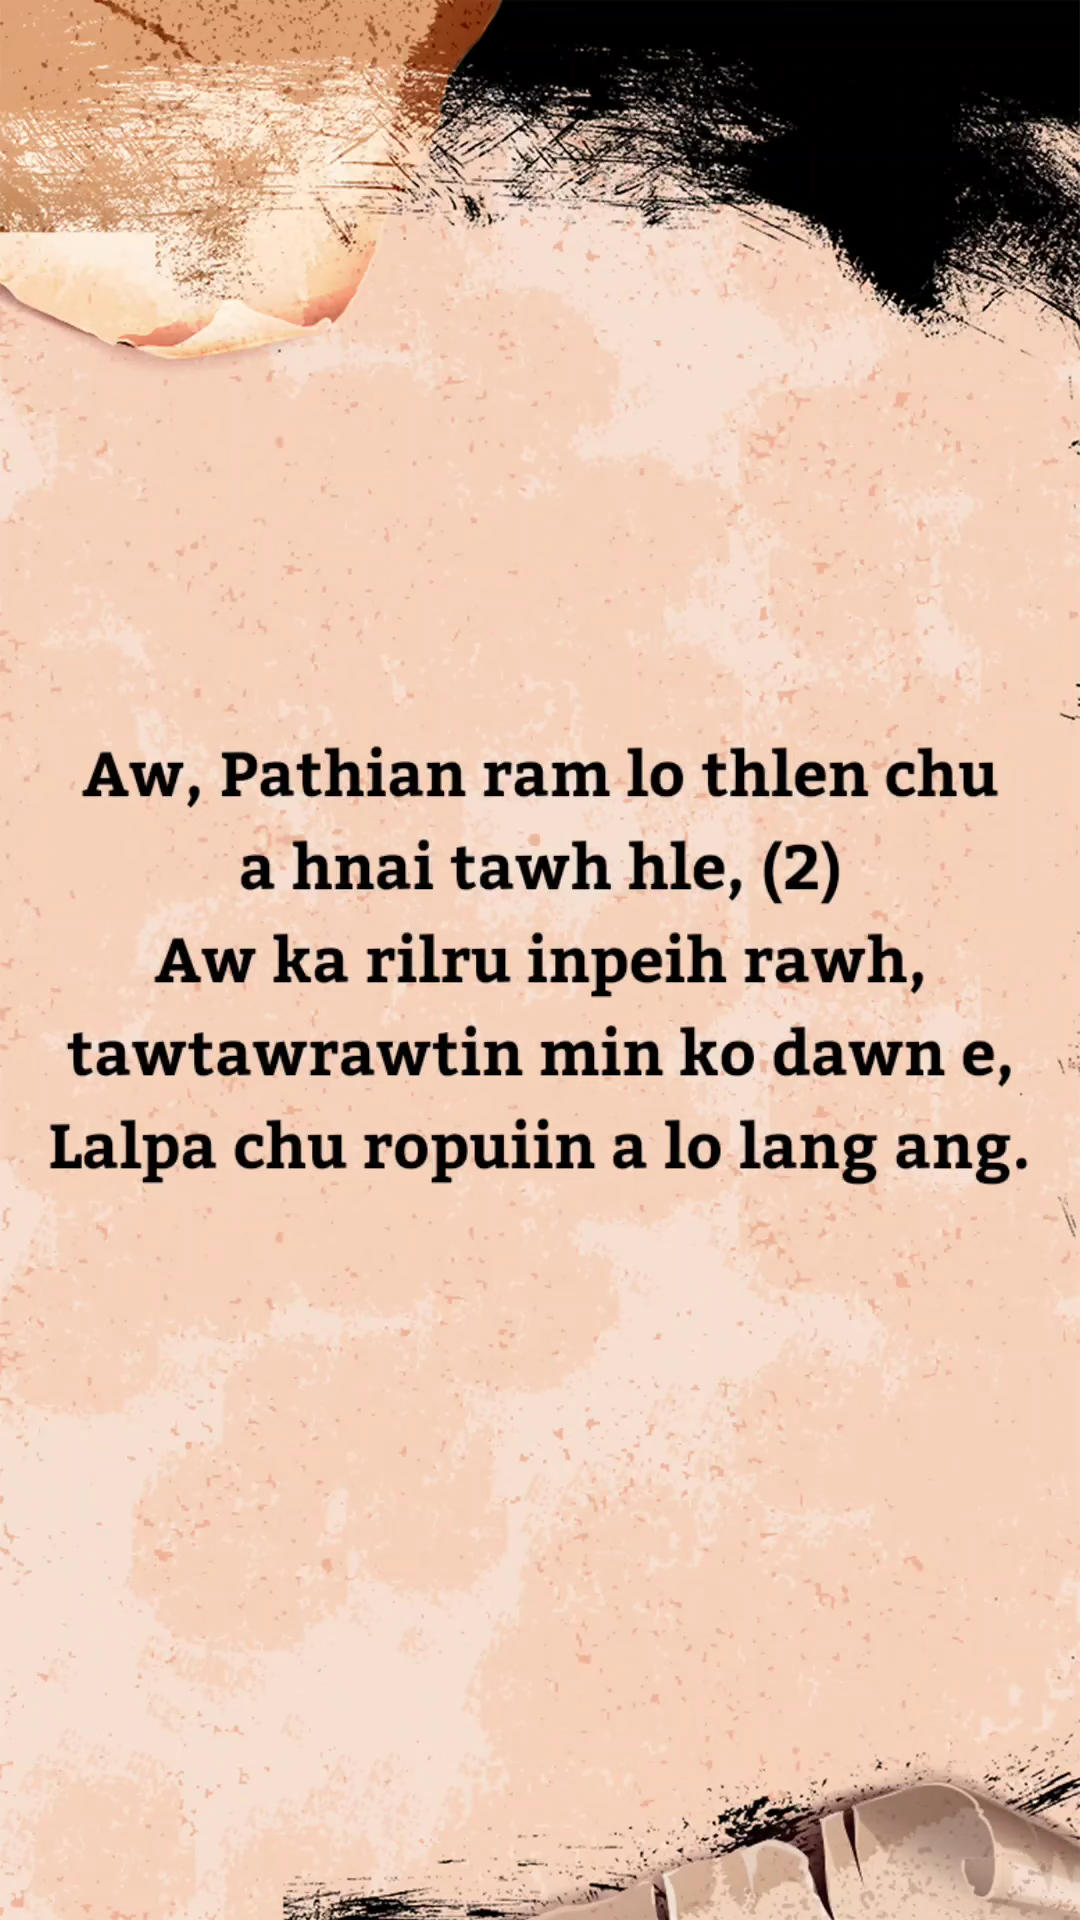 Aw, Pathian ram lo thlen chu
a hnai tawh hle, (2)
Aw ka rilru inpeih rawh,
tawtawrawtin min ko dawn e,
Lalpa chu ropuiin a lo lang ang.